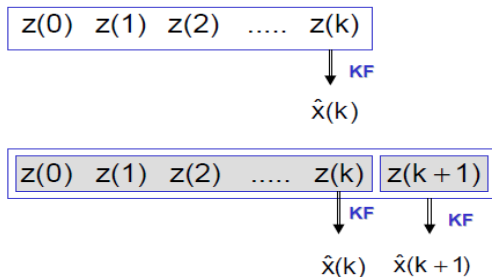 z(0) z(1) z(2) ..... z(k)
KF
x̂(k)
z(0) z(1) z(2) ..... z(k) z(k+1)
KF KF
x̂(k) x̂(k+1)